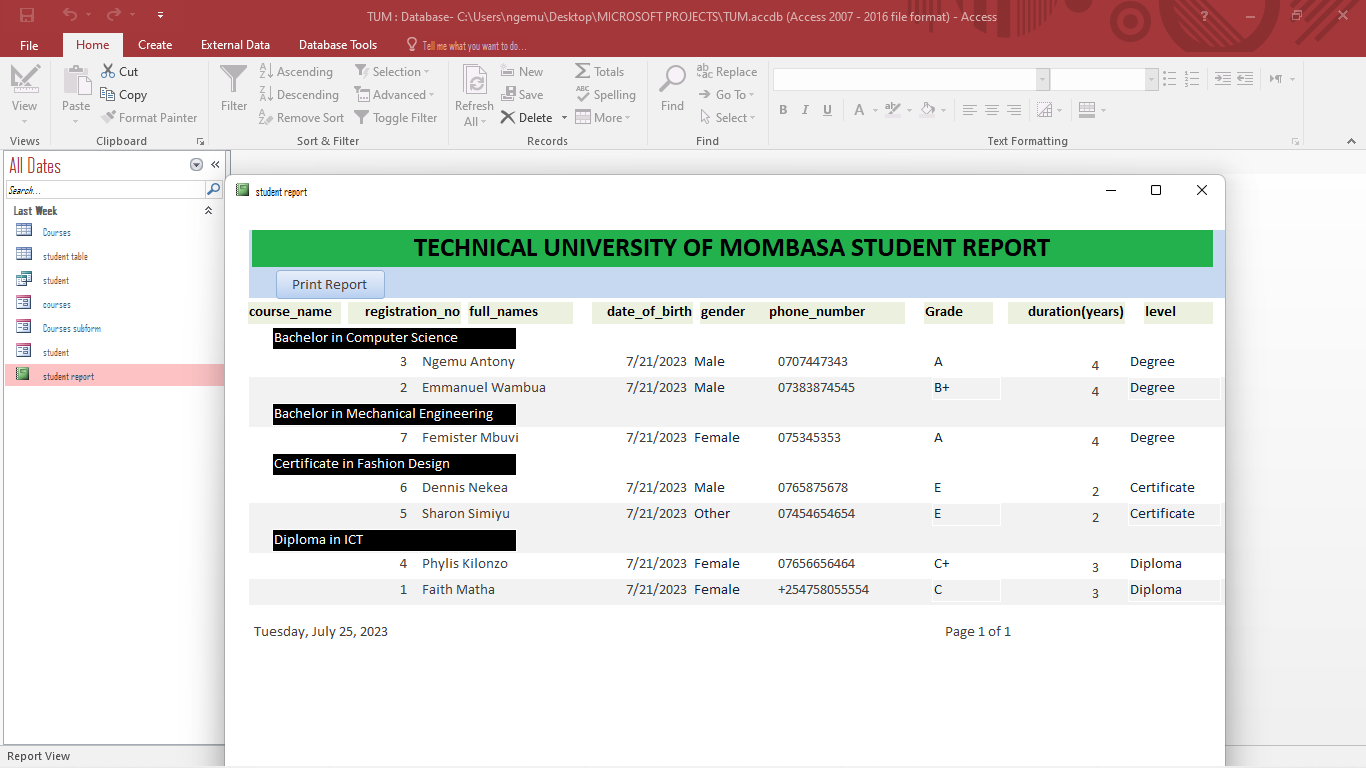 TUM : Database- C:\Users\ngemu\Desktop\MICROSOFT PROJECTS\TUM.accdb (Access 2007 - 2016 file format) - Access
File Home Create External Data Database Tools Tell me what you want to do...
View Paste Cut Copy Format Painter
Filter Ascending Descending Remove Sort Selection Advanced Toggle Filter
Refresh All New Save Delete Totals Spelling More
Find Replace Go To Select
B I U A
Views Clipboard Sort & Filter Records Find Text Formatting
All Dates
Search...
Last Week
Courses
student table
student
courses
Courses subform
student
student report
student report
TECHNICAL UNIVERSITY OF MOMBASA STUDENT REPORT
Print Report
course_name registration_no full_names date_of_birth gender phone_number Grade duration(years) level
Bachelor in Computer Science
3 Ngemu Antony 7/21/2023 Male 0707447343 A 4 Degree
2 Emmanuel Wambua 7/21/2023 Male 07383874545 B+ 4 Degree
Bachelor in Mechanical Engineering
7 Femister Mbuvi 7/21/2023 Female 075345353 A 4 Degree
Certificate in Fashion Design
6 Dennis Nekea 7/21/2023 Male 0765875678 E 2 Certificate
5 Sharon Simiyu 7/21/2023 Other 07454654654 E 2 Certificate
Diploma in ICT
4 Phylis Kilonzo 7/21/2023 Female 07656656464 C+ 3 Diploma
1 Faith Matha 7/21/2023 Female +254758055554 C 3 Diploma
Tuesday, July 25, 2023 Page 1 of 1
Report View